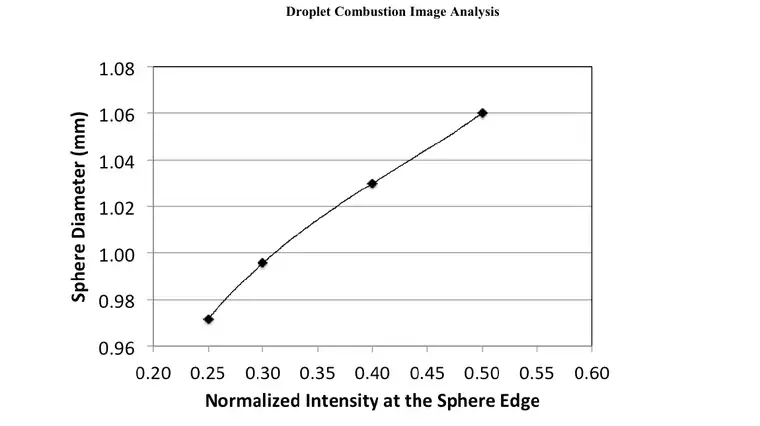 Droplet Combustion Image Analysis
1.08
1.06
1.04
1.02
1.00
0.98
0.96
Sphere Diameter (mm)
0.20 0.25 0.30 0.35 0.40 0.45 0.50 0.55 0.60
Normalized Intensity at the Sphere Edge